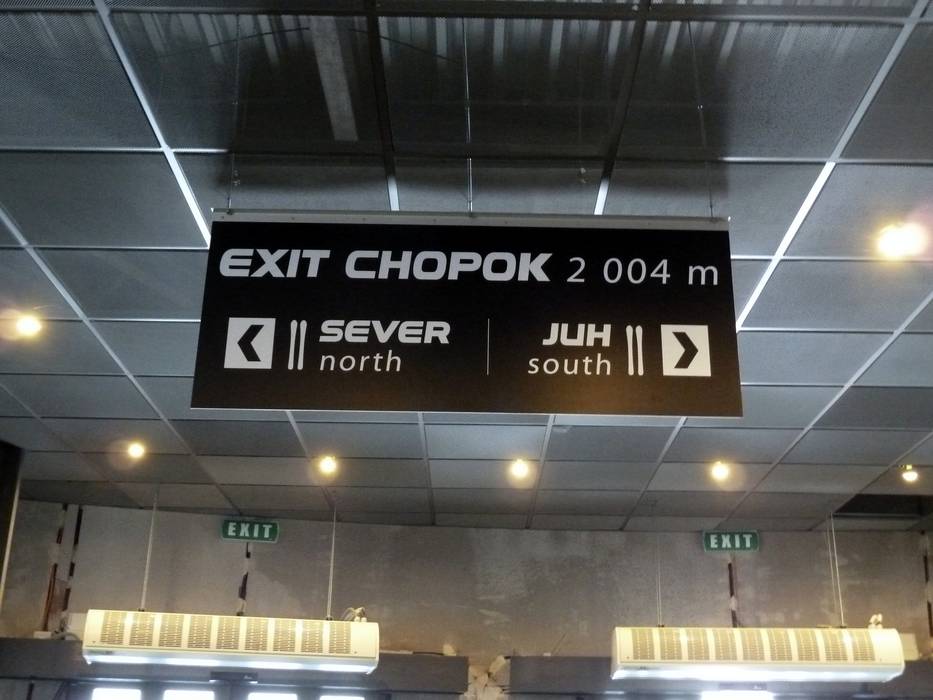 EXIT CHOPOK 2 004 m
SEVER
north
JUH
south
EXIT
EXIT